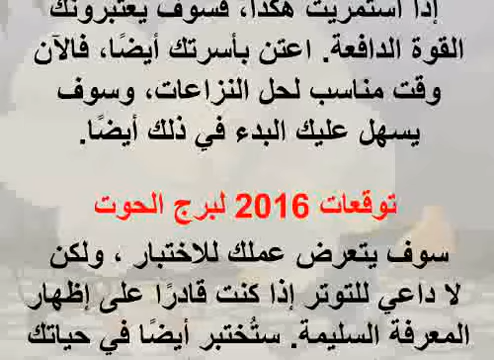 إذا استمريت هكذا، فسوف يعتبرونك
القوة الدافعة. اعتن بأسرتك أيضًا، فالآن
وقت مناسب لحل النزاعات، وسوف
يسهل عليك البدء في ذلك أيضًا.
توقعات 2016 لبرج الحوت
سوف يتعرض عملك للاختبار ، ولكن
لا داعي للتوتر إذا كنت قادرًا على إظهار
المعرفة السليمة. ستُختبر أيضًا في حياتك